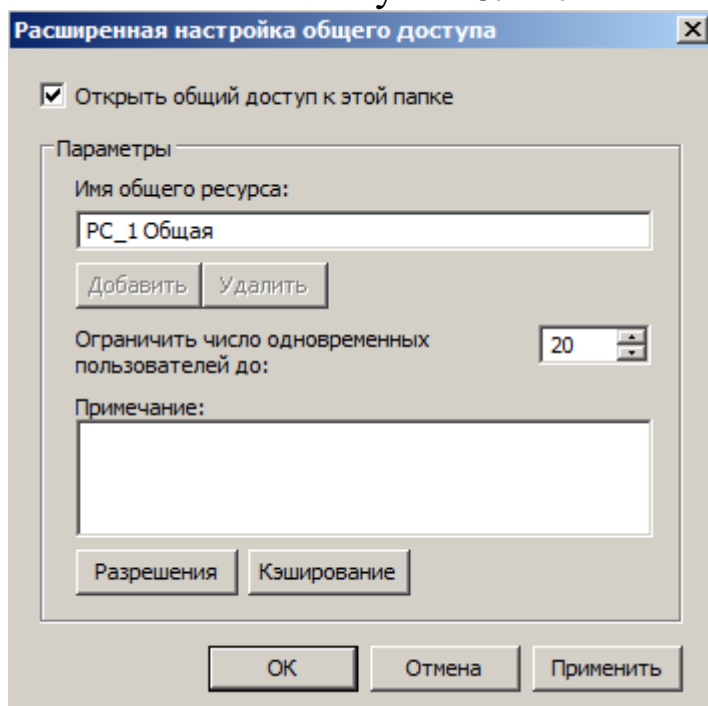 Расширенная настройка общего доступа
Открыть общий доступ к этой папке
Параметры
Имя общего ресурса:
PC_1 Общая
Добавить Удалить
Ограничить число одновременных 20
пользователей до:
Примечание:
Разрешения Кэширование
OK Отмена Применить